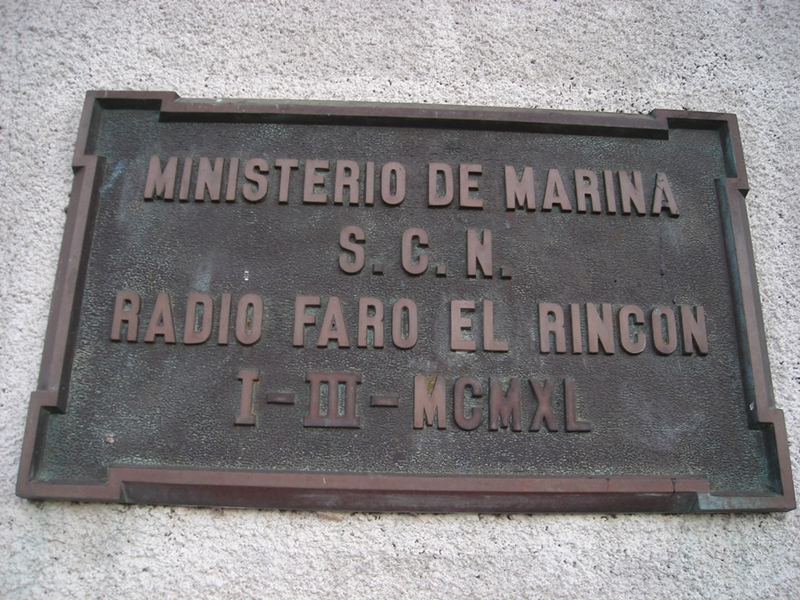 MINISTERIO DE MARINA
S.C.N.
RADIO FARO EL RINCON
I-III-MCMXL